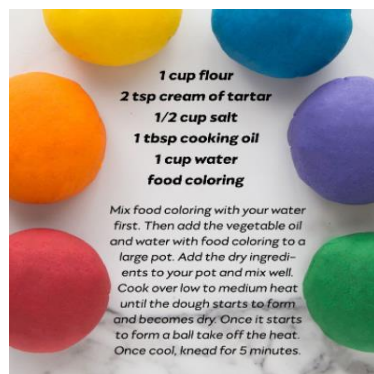 1 cup flour
2 tsp cream of tartar
1/2 cup salt
1 tbsp cooking oil
1 cup water
food coloring
Mix food coloring with your water
first. Then add the vegetable oil
and water with food coloring to a
large pot. Add the dry ingredi-
ents to your pot and mix well.
Cook over low to medium heat
until the dough starts to form
and becomes dry. Once it starts
to form a ball take off the heat.
Once cool, knead for 5 minutes.